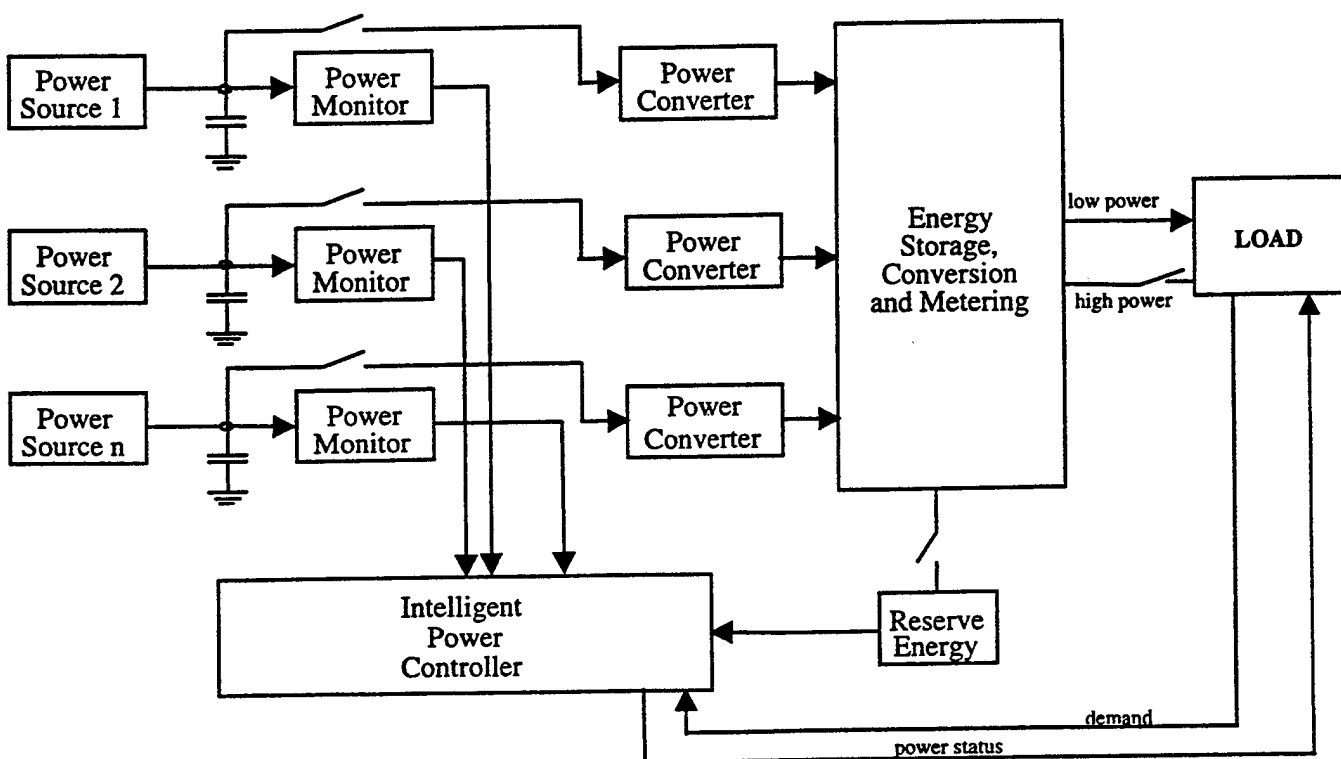 Power
Source 1
Power
Monitor
Power
Converter
Power
Source 2
Power
Monitor
Power
Converter
Power
Source n
Power
Monitor
Power
Converter
Energy
Storage,
Conversion
and Metering
low power
high power
LOAD
Intelligent
Power
Controller
Reserve
Energy
demand
power status